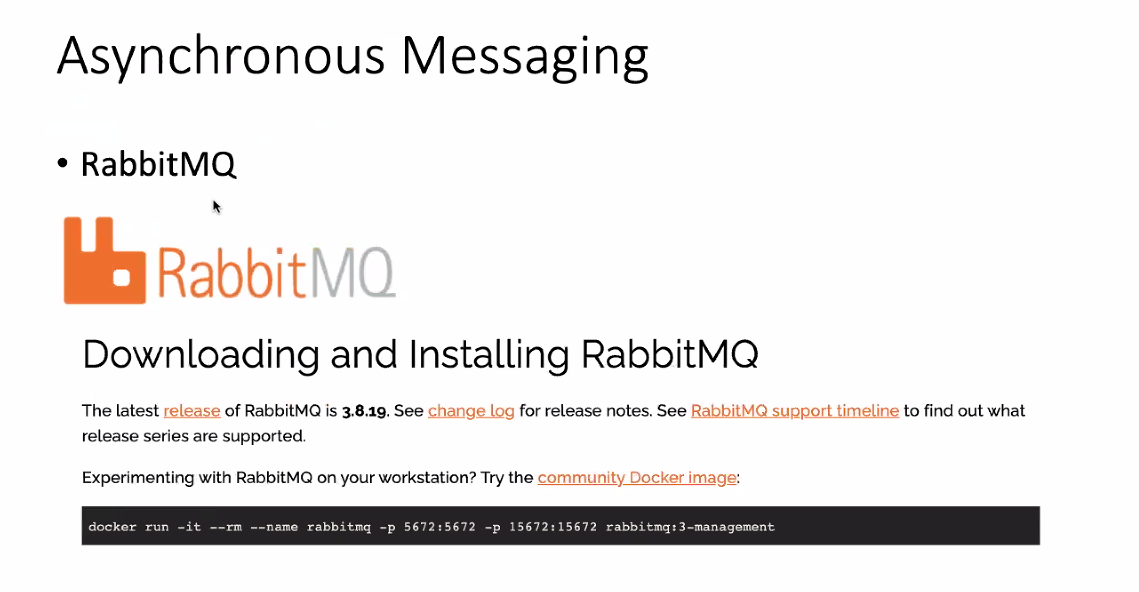 Asynchronous Messaging
• RabbitMQ
RabbitMQ
Downloading and Installing RabbitMQ
The latest release of RabbitMQ is 3.8.19. See change log for release notes. See RabbitMQ support timeline to find out what
release series are supported.
Experimenting with RabbitMQ on your workstation? Try the community Docker image:
docker run -it --rm --name rabbitmq -p 5672:5672 -p 15672:15672 rabbitmq:3-management